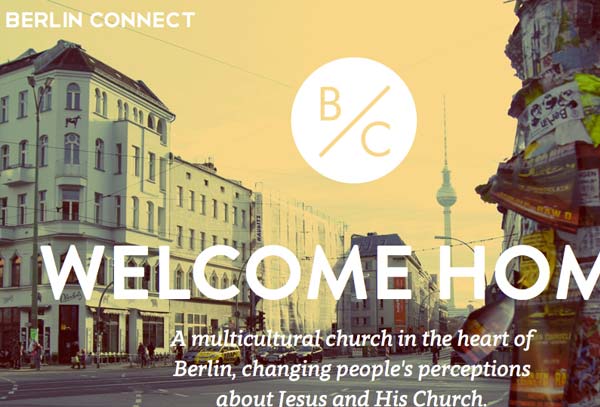 BERLIN CONNECT
B/C
WELCOME HOM
A multicultural church in the heart of
Berlin, changing people's perceptions
about Jesus and His Church.
Berlin